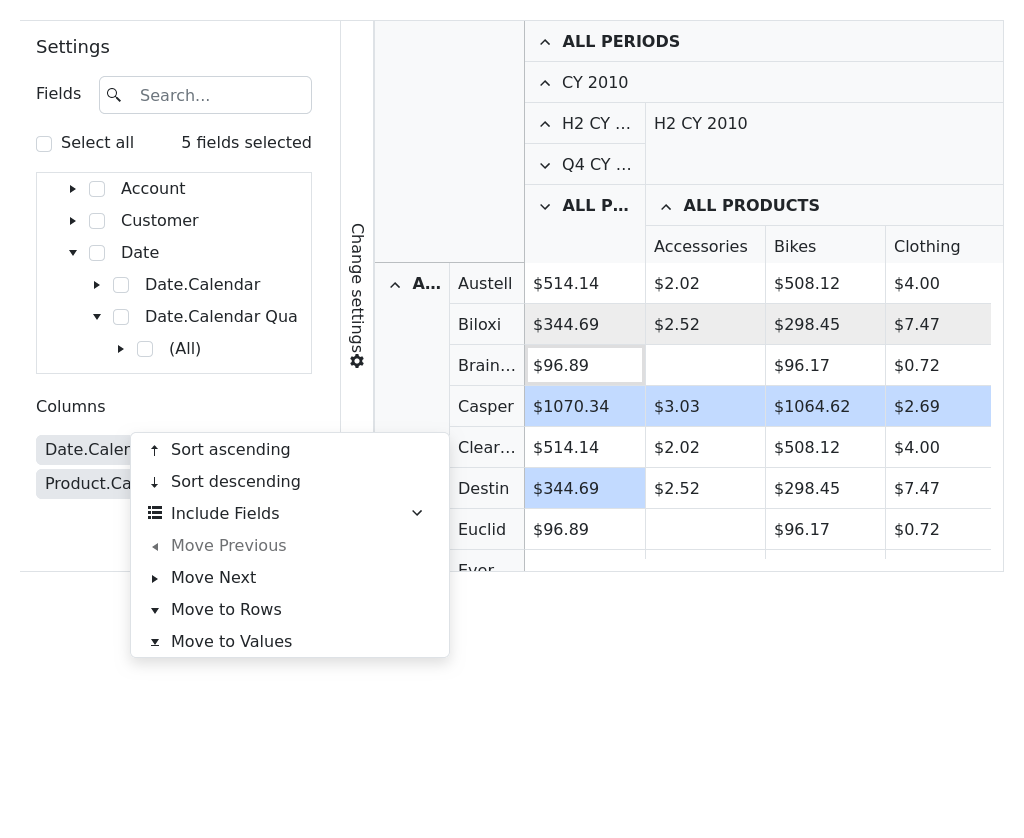 Settings
Fields
Search...
Select all
5 fields selected
Account
Customer
Date
Date.Calendar
Date.Calendar Qua
(All)
Columns
Date.Caler
Product.Ca
Change settings
Sort ascending
Sort descending
Include Fields
Move Previous
Move Next
Move to Rows
Move to Values
ALL PERIODS
CY 2010
H2 CY ... H2 CY 2010
Q4 CY ...
ALL P... ALL PRODUCTS
Accessories Bikes Clothing
A... Austell $514.14 $2.02 $508.12 $4.00
Biloxi $344.69 $2.52 $298.45 $7.47
Brain... $96.89 $96.17 $0.72
Casper $1070.34 $3.03 $1064.62 $2.69
Clear... $514.14 $2.02 $508.12 $4.00
Destin $344.69 $2.52 $298.45 $7.47
Euclid $96.89 $96.17 $0.72